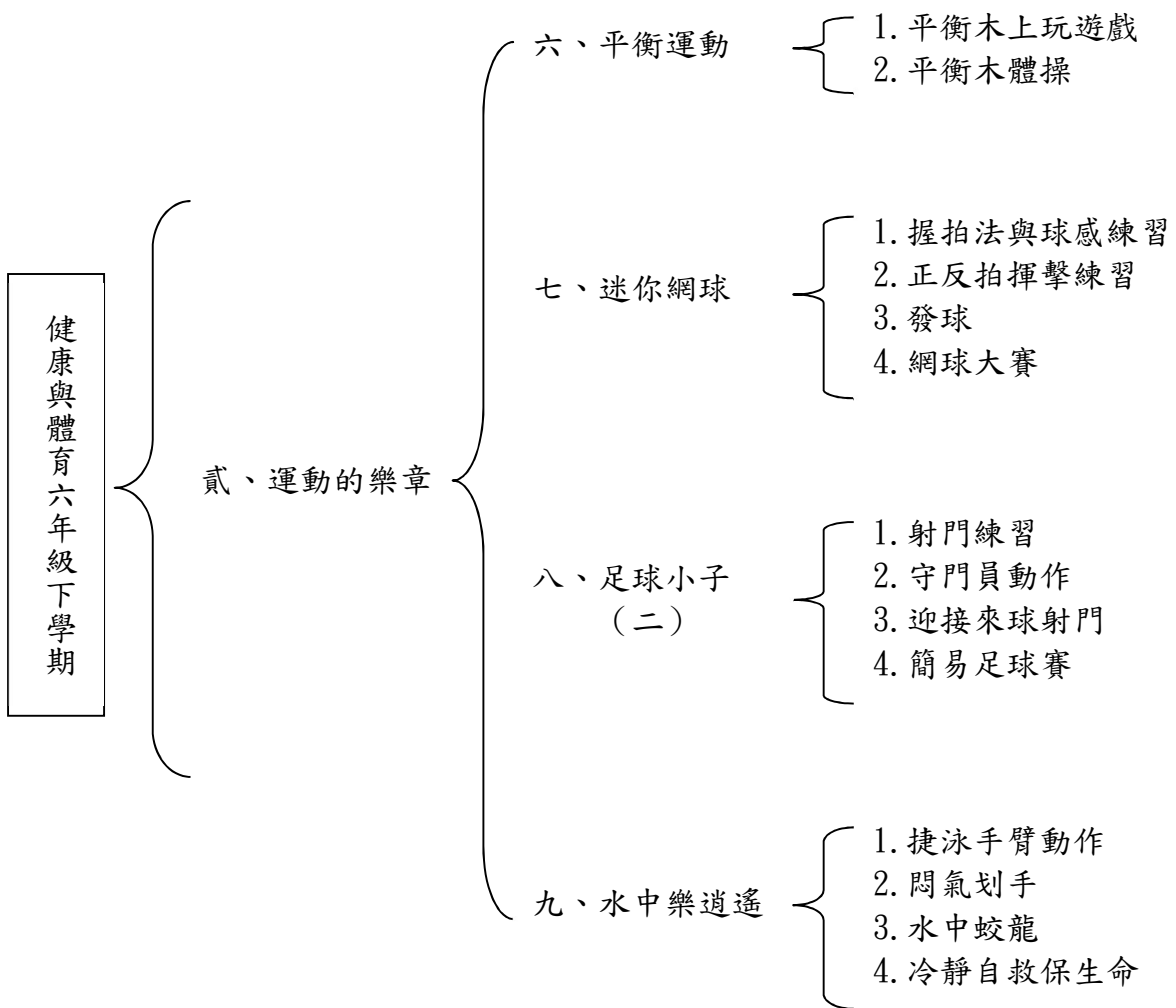 健康與體育六年級下學期
貳、運動的樂章
六、平衡運動
1.平衡木上玩遊戲
2.平衡木體操
七、迷你網球
1.握拍法與球感練習
2.正反拍揮擊練習
3.發球
4.網球大賽
八、足球小子
(二)
1.射門練習
2.守門員動作
3.迎接來球射門
4.簡易足球賽
九、水中樂逍遙
1.捷泳手臂動作
2.悶氣划手
3.水中蛟龍
4.冷靜自救保生命